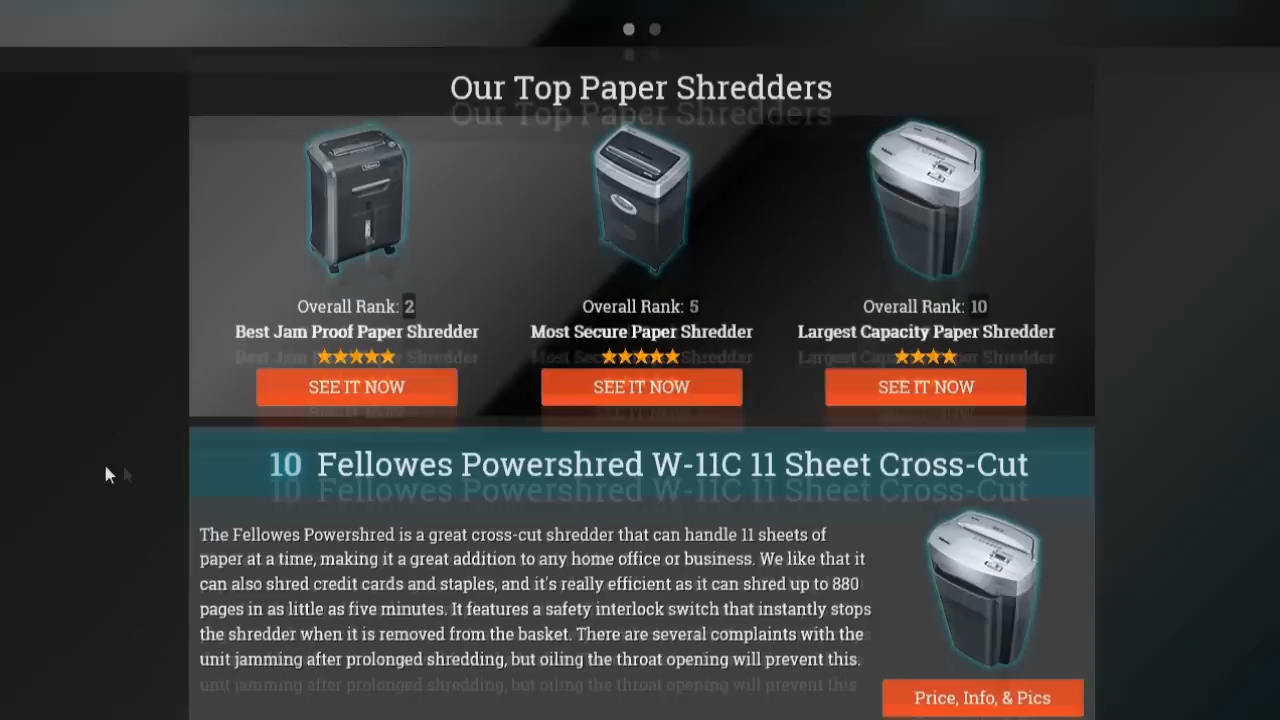 Our Top Paper Shredders
Overall Rank: 2
Overall Rank: 5
Overall Rank: 10
Best Jam Proof Paper Shredder
Most Secure Paper Shredder
Largest Capacity Paper Shredder
SEE IT NOW
SEE IT NOW
SEE IT NOW
10 Fellowes Powershred W-11C 11 Sheet Cross-Cut
The Fellowes Powershred is a great cross-cut shredder that can handle 11 sheets of
paper at a time, making it a great addition to any home office or business. We like that it
can also shred credit cards and staples, and it's really efficient as it can shred up to 880
pages in as little as five minutes. It features a safety interlock switch that instantly stops
the shredder when it is removed from the basket. There are several complaints with the
unit jamming after prolonged shredding, but oiling the throat opening will prevent this.
Price, Info, & Pics